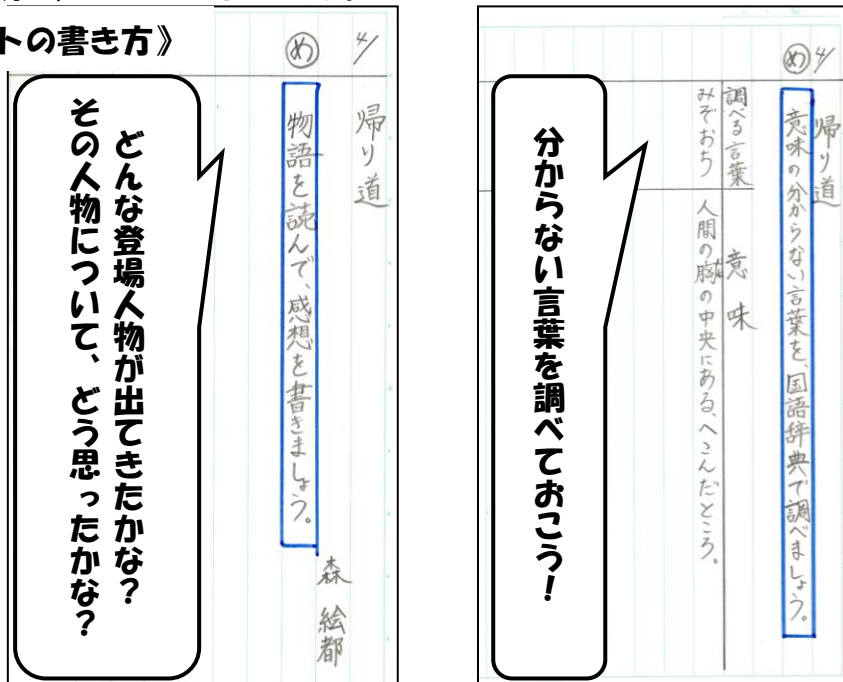 トの書き方》
4/
め
帰り道
森 絵都
物語を読んで、感想を書きましょう。
どんな登場人物が出てきたかな?
その人物について、どう思ったかな?
4/
め
帰り道
意味の分からない言葉を、国語辞典で調べましょう。
調べる言葉
意味
みぞおち
人間の胸の中央にある、へこんだところ。
分からない言葉を調べておこう!